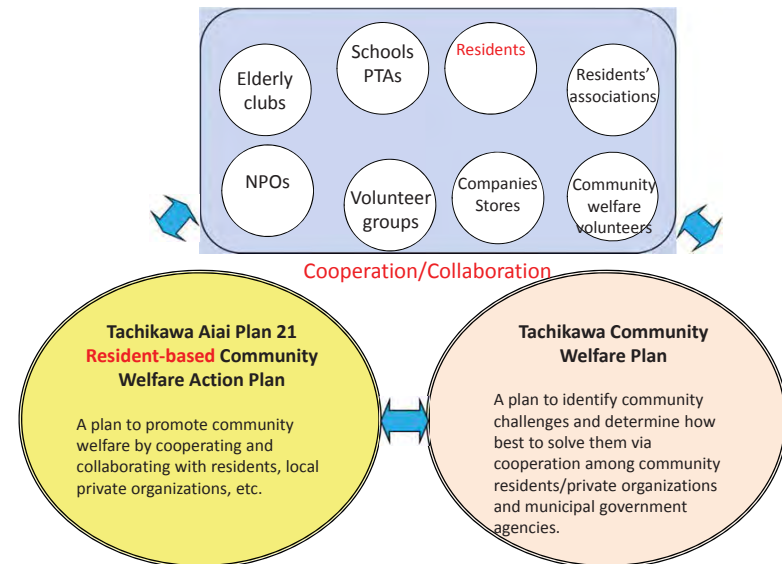 Elderly
clubs
Schools
PTAs
Residents
Residents’
associations
NPOs
Volunteer
groups
Companies
Stores
Community
welfare
volunteers
Cooperation/Collaboration
Tachikawa Aiai Plan 21
Resident-based Community
Welfare Action Plan
A plan to promote community
welfare by cooperating and
collaborating with residents, local
private organizations, etc.
Tachikawa Community
Welfare Plan
A plan to identify community
challenges and determine how
best to solve them via
cooperation among community
residents/private organizations
and municipal government
agencies.